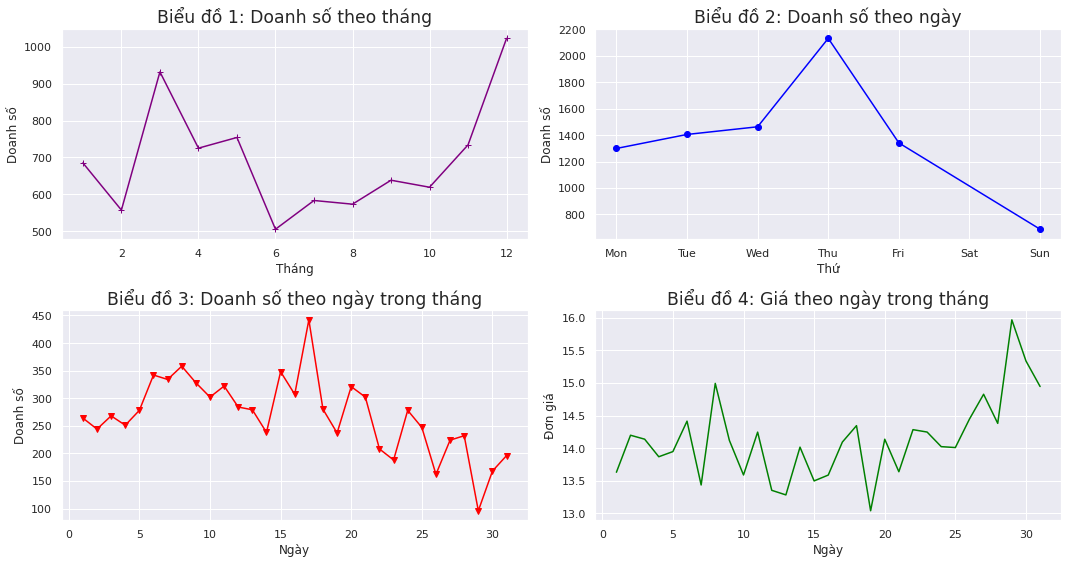 Biểu đồ 1: Doanh số theo tháng
1000
900
800
700
600
500
Doanh số
2 4 6 8 10 12
Tháng
Biểu đồ 2: Doanh số theo ngày
2200
2000
1800
1600
1400
1200
1000
800
Doanh số
Mon Tue Wed Thu Fri Sat Sun
Thứ
Biểu đồ 3: Doanh số theo ngày trong tháng
450
400
350
300
250
200
150
100
Doanh số
0 5 10 15 20 25 30
Ngày
Biểu đồ 4: Giá theo ngày trong tháng
16.0
15.5
15.0
14.5
14.0
13.5
13.0
Đơn giá
0 5 10 15 20 25 30
Ngày